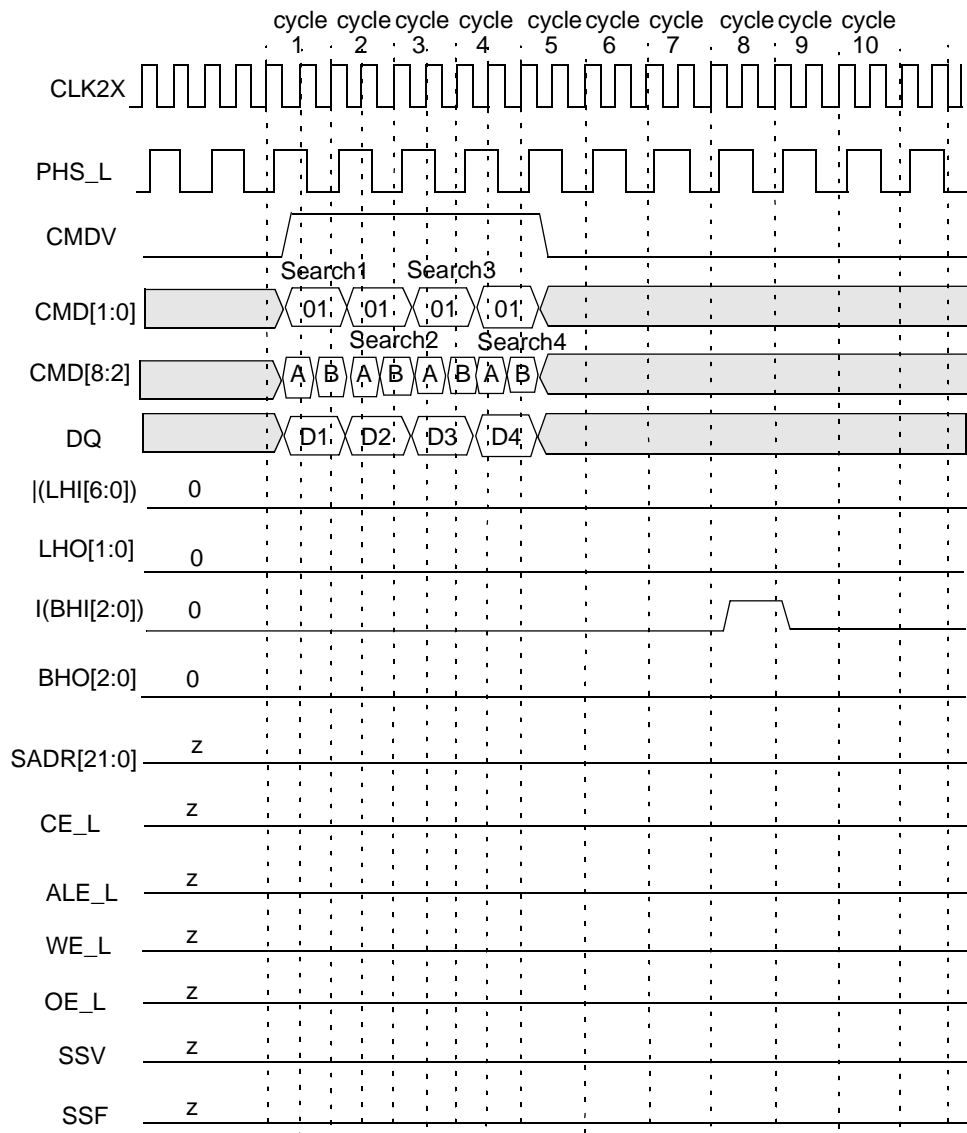 cycle cycle cycle cycle cycle cycle cycle cycle cycle cycle
1 2 3 4 5 6 7 8 9 10
CLK2X
PHS_L
CMDV
Search1 Search3
CMD[1:0] 01 01 01 01
Search2 Search4
CMD[8:2] A B A B A B A B
DQ D1 D2 D3 D4
|(LHI[6:0]) 0
LHO[1:0] 0
I(BHI[2:0]) 0
BHO[2:0] 0
SADR[21:0] z
CE_L z
ALE_L z
WE_L z
OE_L z
SSV z
SSF z